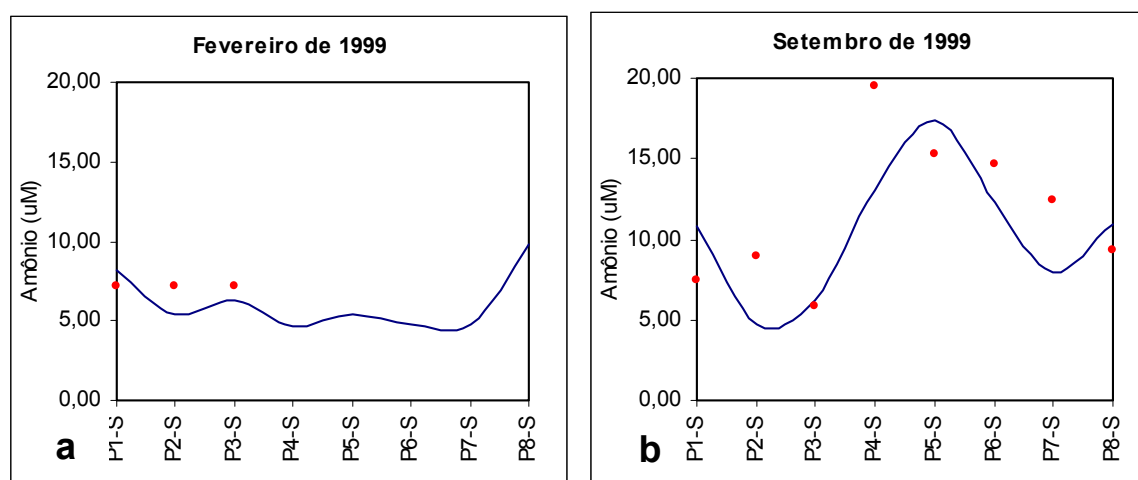 Fevereiro de 1999
20,00
15,00
10,00
5,00
0,00
Amônio (uM)
P1-S
P2-S
P3-S
P4-S
P5-S
P6-S
P7-S
P8-S
a
Setembro de 1999
20,00
15,00
10,00
5,00
0,00
Amônio (uM)
P1-S
P2-S
P3-S
P4-S
P5-S
P6-S
P7-S
P8-S
b